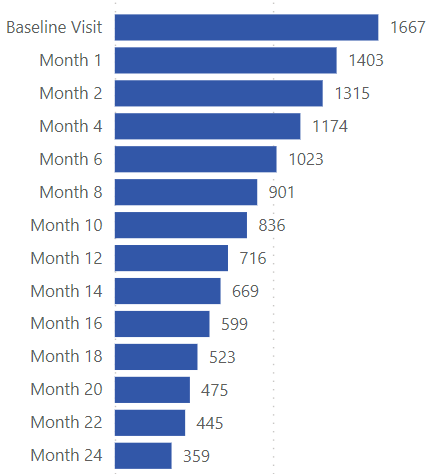 Baseline Visit 1667
Month 1 1403
Month 2 1315
Month 4 1174
Month 6 1023
Month 8 901
Month 10 836
Month 12 716
Month 14 669
Month 16 599
Month 18 523
Month 20 475
Month 22 445
Month 24 359